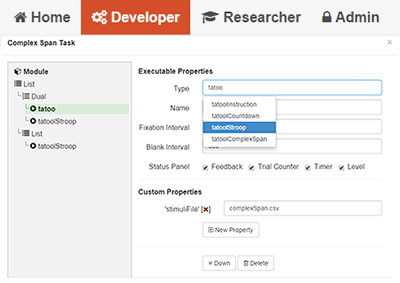 Home Developer Researcher Admin
Complex Span Task ×
Module
List
Dual
tatoo
tatoolStroop
List
tatoolStroop
Executable Properties
Type tatoo
tatoolInstruction
tatoolCountdown
tatoolStroop
tatoolComplexSpan
Name
Fixation Interval
Blank Interval
Status Panel Feedback Trial Counter Timer Level
Custom Properties
'stimuliFile' [×] complexSpan.csv
New Property
Down Delete